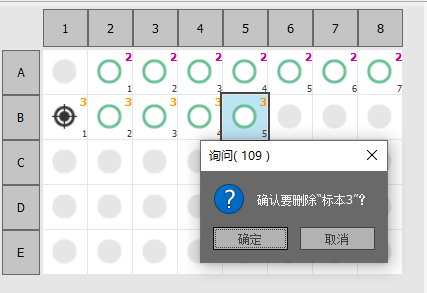 1 2 3 4 5 6 7 8
A 2 2 2 2 2 2 2
1 2 3 4 5 6 7
B 3 3 3 3 3
1 2 3 4 5
C
询问( 109 )
确认要删除“标本3”?
D
确定 取消
E